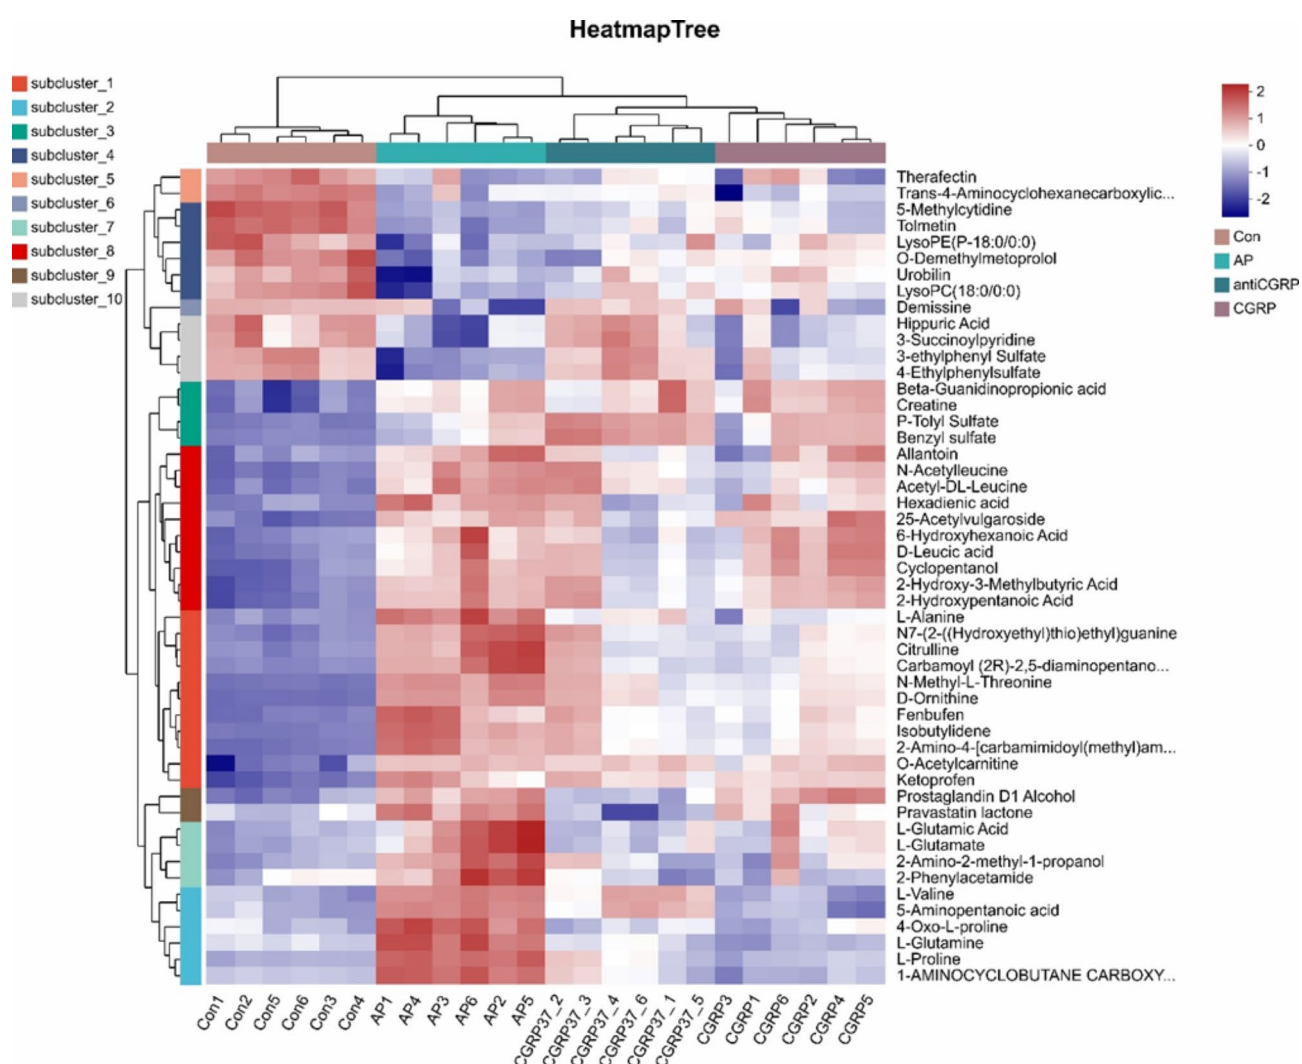 HeatmapTree
subcluster_1
subcluster_2
subcluster_3
subcluster_4
subcluster_5
subcluster_6
subcluster_7
subcluster_8
subcluster_9
subcluster_10
2
1
0
-1
-2
Con
AP
antiCGRP
CGRP
Therafectin
Trans-4-Aminocyclohexanecarboxylic...
5-Methylcytidine
Tolmetin
LysoPE(P-18:0/0:0)
O-Demethylmetoprolol
Urobilin
LysoPC(18:0/0:0)
Demissine
Hippuric Acid
3-Succinoylpyridine
3-ethylphenyl Sulfate
4-Ethylphenylsulfate
Beta-Guanidinopropionic acid
Creatine
P-Tolyl Sulfate
Benzyl sulfate
Allantoin
N-Acetylleucine
Acetyl-DL-Leucine
Hexadienic acid
25-Acetylvulgaroside
6-Hydroxyhexanoic Acid
D-Leucic acid
Cyclopentanol
2-Hydroxy-3-Methylbutyric Acid
2-Hydroxypentanoic Acid
L-Alanine
N7-(2-((Hydroxyethyl)thio)ethyl)guanine
Citrulline
Carbamoyl (2R)-2,5-diaminopentano...
N-Methyl-L-Threonine
D-Ornithine
Fenbufen
Isobutylidene
2-Amino-4-[carbamimidoyl(methyl)am...
O-Acetylcarnitine
Ketoprofen
Prostaglandin D1 Alcohol
Pravastatin lactone
L-Glutamic Acid
L-Glutamate
2-Amino-2-methyl-1-propanol
2-Phenylacetamide
L-Valine
5-Aminopentanoic acid
4-Oxo-L-proline
L-Glutamine
L-Proline
1-AMINOCYCLOBUTANE CARBOXY...
Con1
Con2
Con5
Con6
Con3
Con4
AP1
AP4
AP3
AP6
AP2
AP5
CGRP37_2
CGRP37_3
CGRP37_4
CGRP37_6
CGRP37_1
CGRP37_5
CGRP3
CGRP1
CGRP6
CGRP2
CGRP4
CGRP5